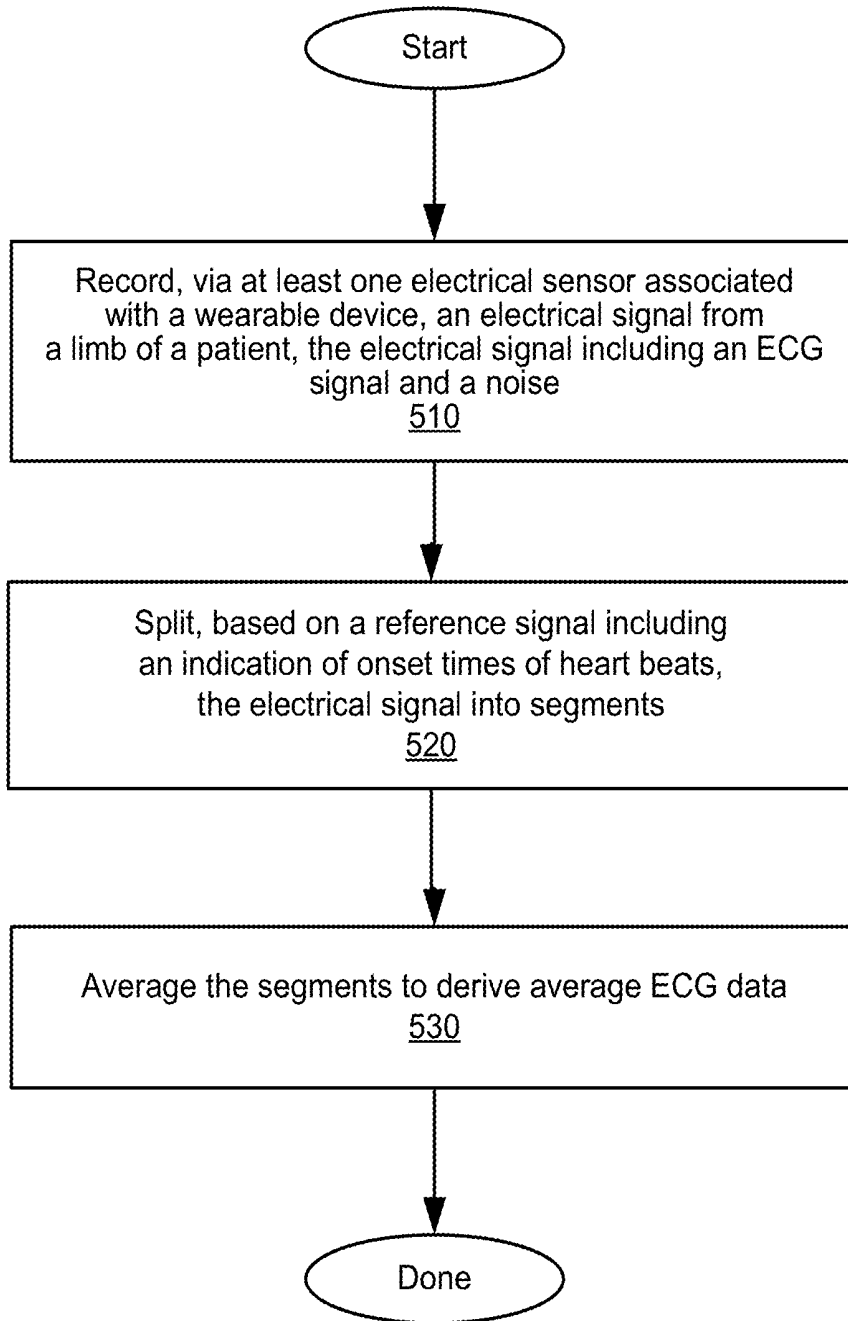 Start
Record, via at least one electrical sensor associated
with a wearable device, an electrical signal from
a limb of a patient, the electrical signal including an ECG
signal and a noise
510
Split, based on a reference signal including
an indication of onset times of heart beats,
the electrical signal into segments
520
Average the segments to derive average ECG data
530
Done